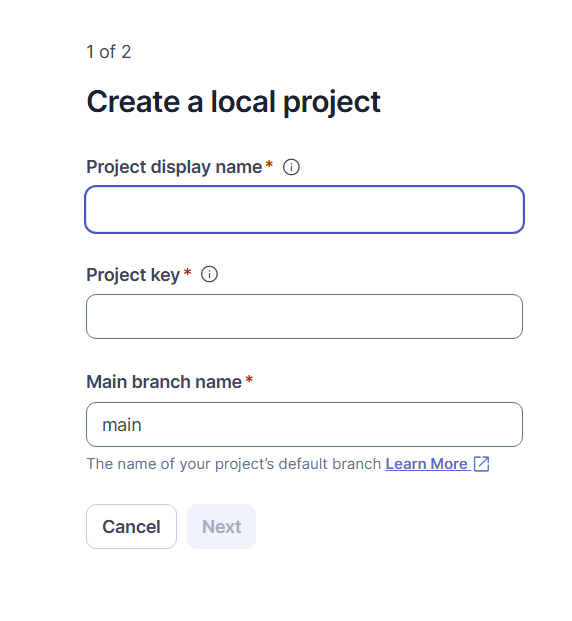 1 of 2
Create a local project
Project display name*
Project key*
Main branch name*
main
The name of your project's default branch Learn More
Cancel Next